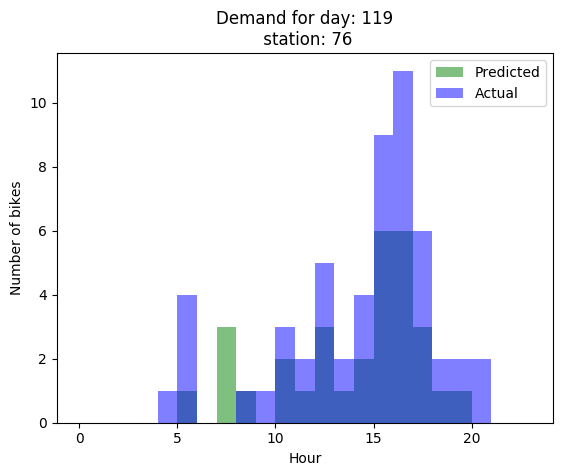 Demand for day: 119
station: 76
Predicted
Actual
Number of bikes
10
8
6
4
2
0
0 5 10 15 20
Hour